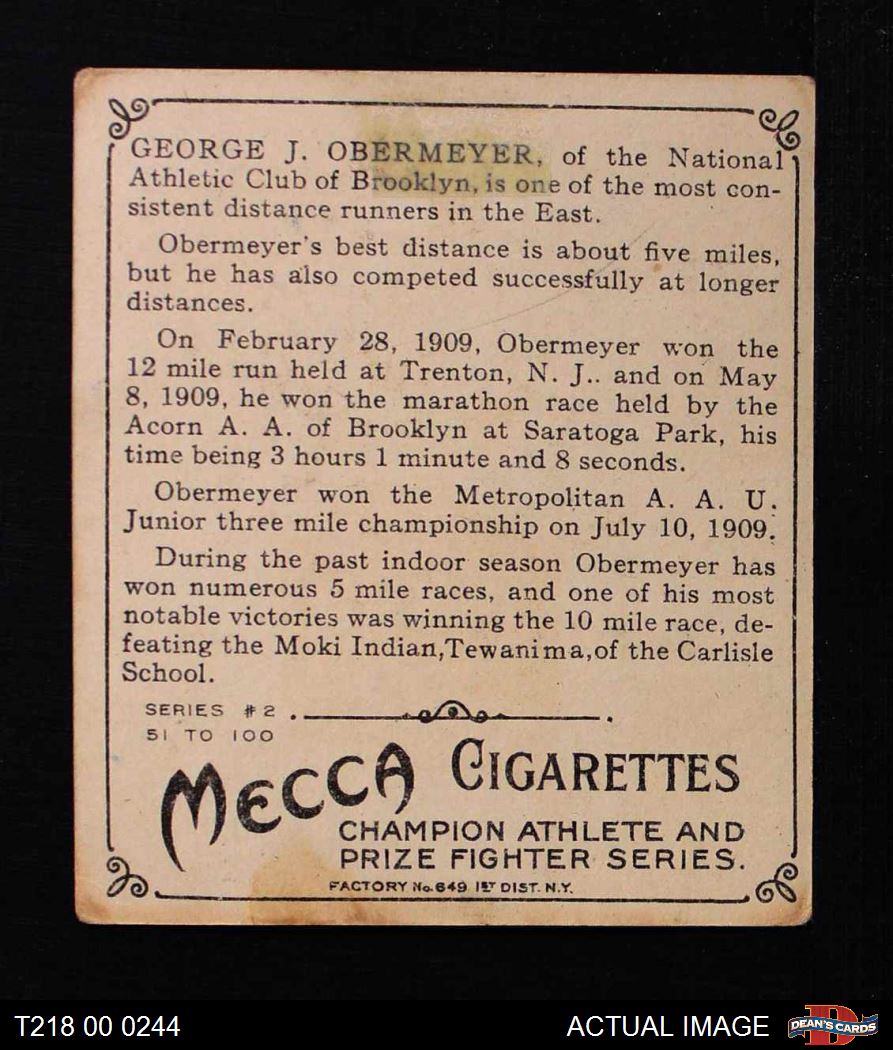 GEORGE J. OBERMEYER, of the National
Athletic Club of Brooklyn, is one of the most con-
sistent distance runners in the East.
Obermeyer's best distance is about five miles,
but he has also competed successfully at longer
distances.
On February 28, 1909, Obermeyer won the
12 mile run held at Trenton, N. J.. and on May
8, 1909, he won the marathon race held by the
Acorn A. A. of Brooklyn at Saratoga Park, his
time being 3 hours 1 minute and 8 seconds.
Obermeyer won the Metropolitan A. A. U.
Junior three mile championship on July 10, 1909.
During the past indoor season Obermeyer has
won numerous 5 mile races, and one of his most
notable victories was winning the 10 mile race, de-
feating the Moki Indian,Tewanima,of the Carlisle
School.
SERIES #2
51 TO 100
MECCA CIGARETTES
CHAMPION ATHLETE AND
PRIZE FIGHTER SERIES.
FACTORY No. 649 1ST DIST. N.Y.
T218 00 0244 ACTUAL IMAGE DEAN'S CARDS